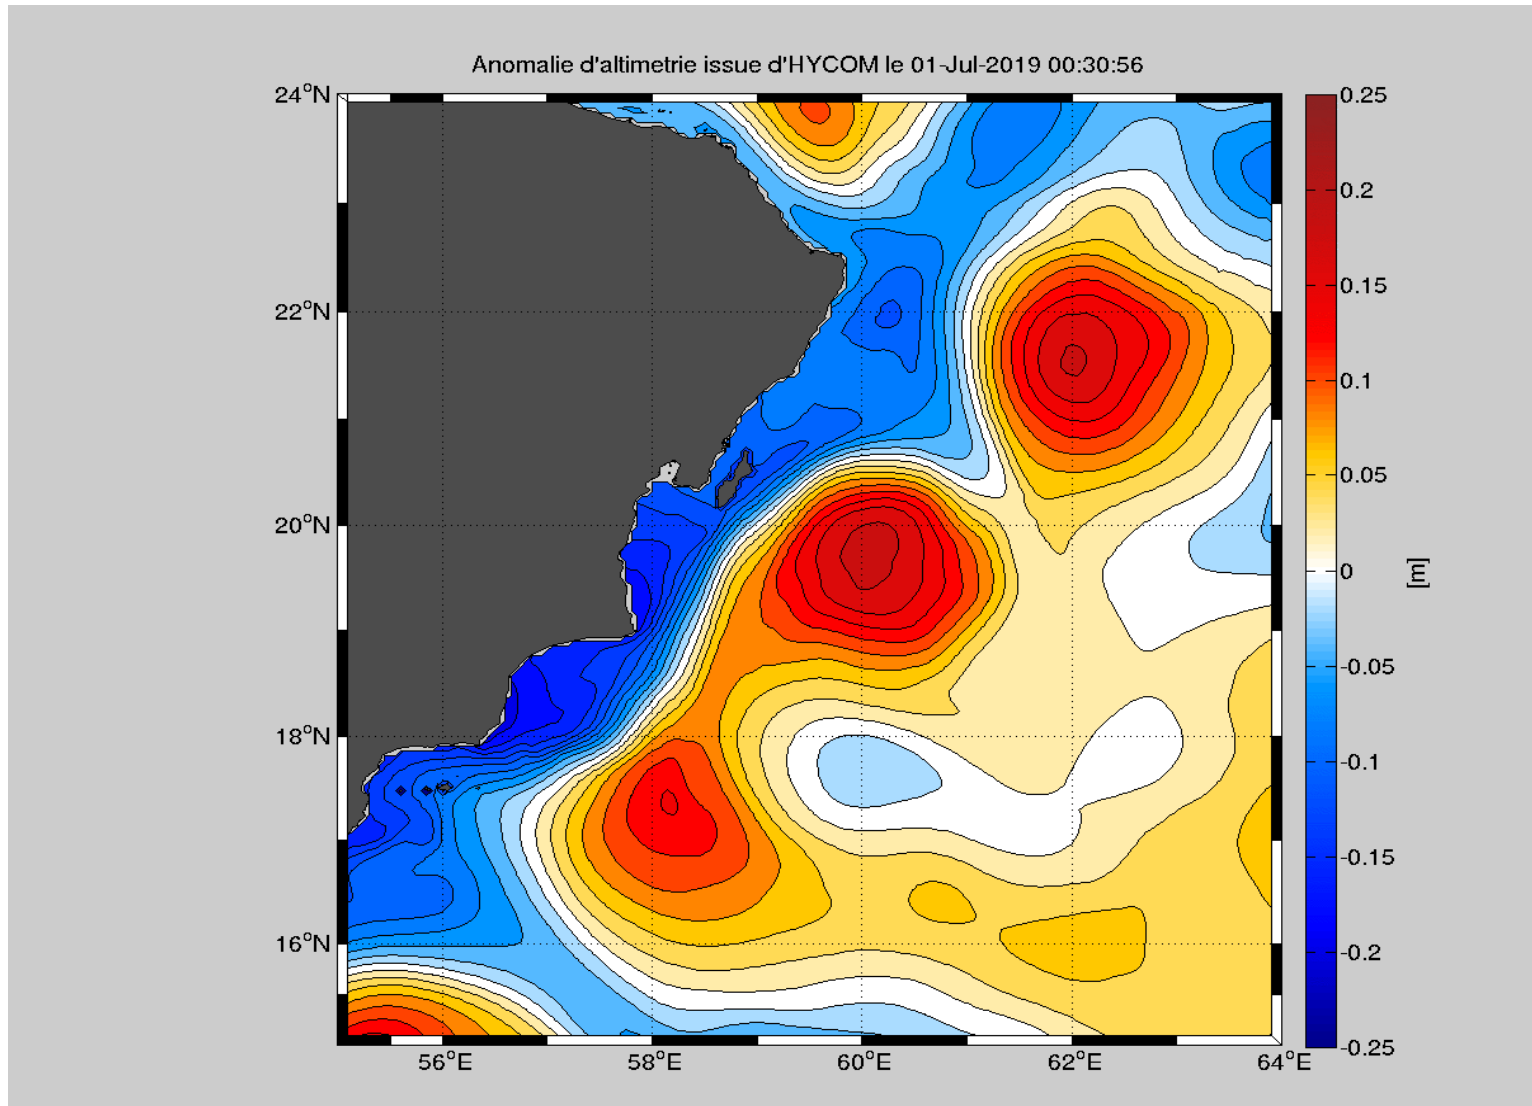 Anomalie d'altimetrie issue d'HYCOM le 01-Jul-2019 00:30:56
24°N
22°N
20°N
18°N
16°N
56°E
58°E
60°E
62°E
64°E
0.25
0.2
0.15
0.1
0.05
0
-0.05
-0.1
-0.15
-0.2
-0.25
[m]